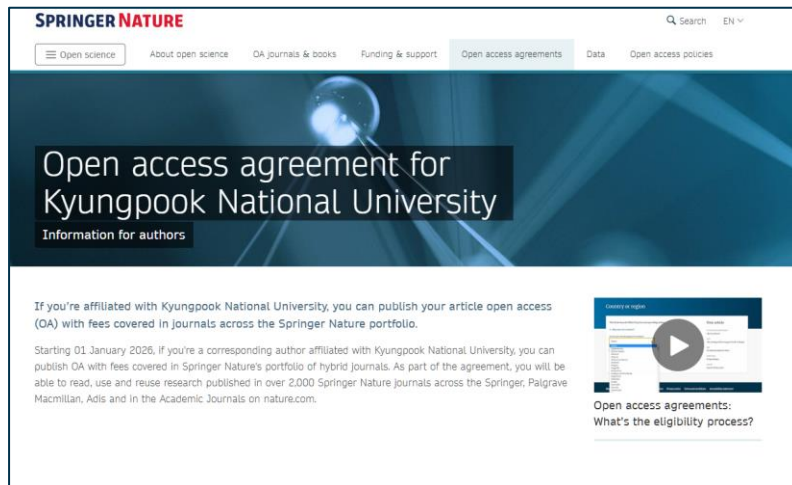 SPRINGER NATURE
Search EN
Open science About open science OA journals & books Funding & support Open access agreements Data Open access policies
Open access agreement for
Kyungpook National University
Information for authors
If you're affiliated with Kyungpook National University, you can publish your article open access
(OA) with fees covered in journals across the Springer Nature portfolio.
Starting 01 January 2026, if you're a corresponding author affiliated with Kyungpook National University, you can
publish OA with fees covered in Springer Nature's portfolio of hybrid journals. As part of the agreement, you will be
able to read, use and reuse research published in over 2,000 Springer Nature journals across the Springer, Palgrave
Macmillan, Adis and in the Academic Journals on nature.com.
Country or region
Open access agreements:
What's the eligibility process?